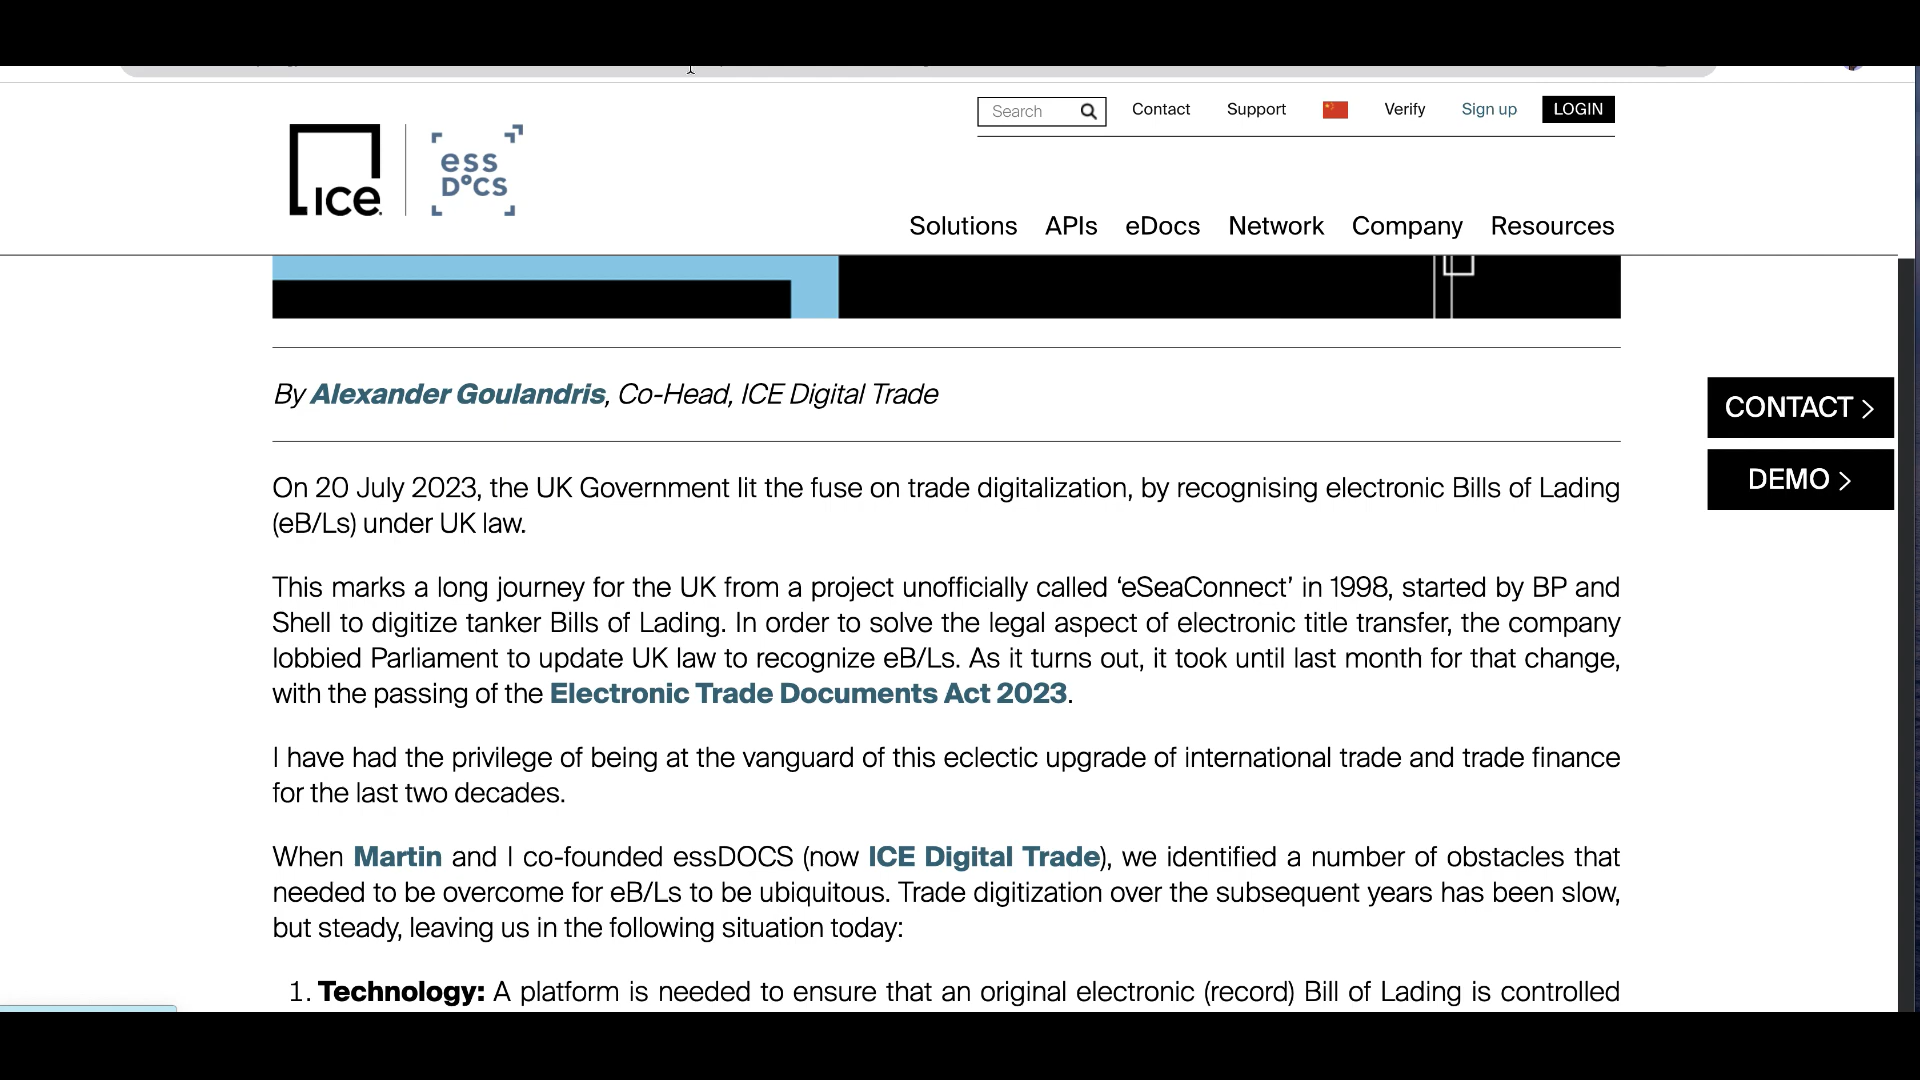 Search
Contact
Support
Verify
Sign up
LOGIN
ICE
ess
DOCS
Solutions
APIs
eDocs
Network
Company
Resources
By Alexander Goulandris, Co-Head, ICE Digital Trade
CONTACT >
DEMO >
On 20 July 2023, the UK Government lit the fuse on trade digitalization, by recognising electronic Bills of Lading
(eB/Ls) under UK law.
This marks a long journey for the UK from a project unofficially called ‘eSeaConnect’ in 1998, started by BP and
Shell to digitize tanker Bills of Lading. In order to solve the legal aspect of electronic title transfer, the company
lobbied Parliament to update UK law to recognize eB/Ls. As it turns out, it took until last month for that change,
with the passing of the Electronic Trade Documents Act 2023.
I have had the privilege of being at the vanguard of this eclectic upgrade of international trade and trade finance
for the last two decades.
When Martin and I co-founded essDOCS (now ICE Digital Trade), we identified a number of obstacles that
needed to be overcome for eB/Ls to be ubiquitous. Trade digitization over the subsequent years has been slow,
but steady, leaving us in the following situation today:
1. Technology: A platform is needed to ensure that an original electronic (record) Bill of Lading is controlled